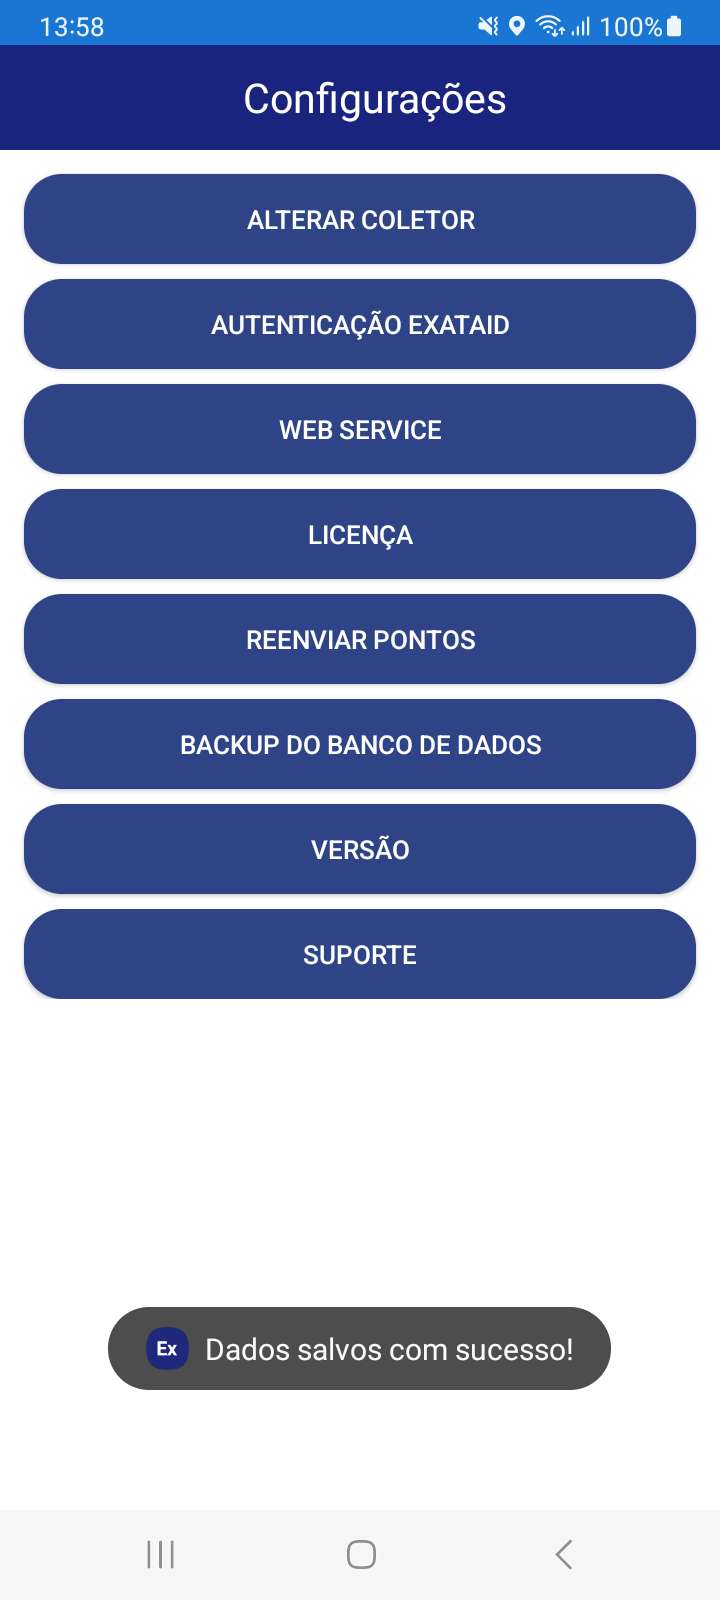 13:58 100%
Configurações
ALTERAR COLETOR
AUTENTICAÇÃO EXATAID
WEB SERVICE
LICENÇA
REENVIAR PONTOS
BACKUP DO BANCO DE DADOS
VERSÃO
SUPORTE
Ex Dados salvos com sucesso!